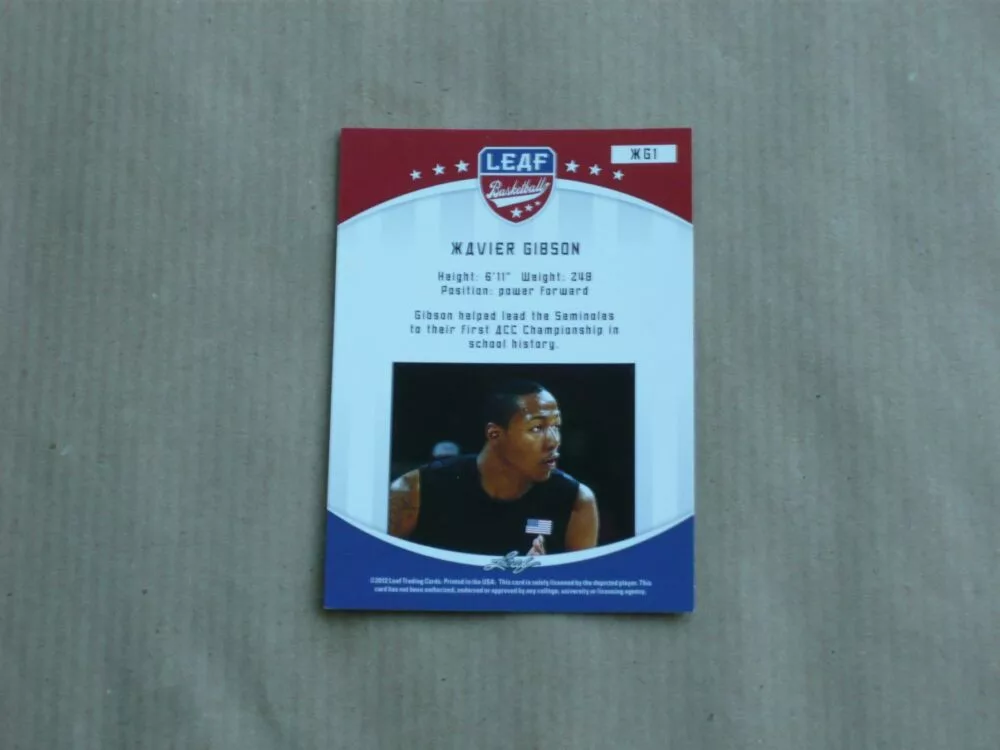 LEAF
Basketball
XG1
XAVIER GIBSON
Height: 6'11" Weight: 248
Position: power forward
Gibson helped lead the Seminoles
to their first ACC Championship in
school history.
Leaf
©2012 Leaf Trading Cards. Printed in the USA. This card is solely licensed by the depicted player. This
card has not been authorized, endorsed or approved by any college, university or licensing agency.